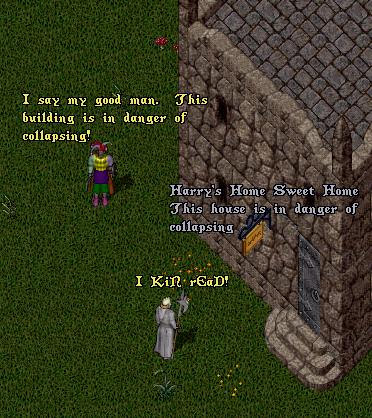 I say my good man. This
building is in danger of
collapsing!
Harry's Home Sweet Home
This house is in danger of
collapsing
I KiN rEaD!